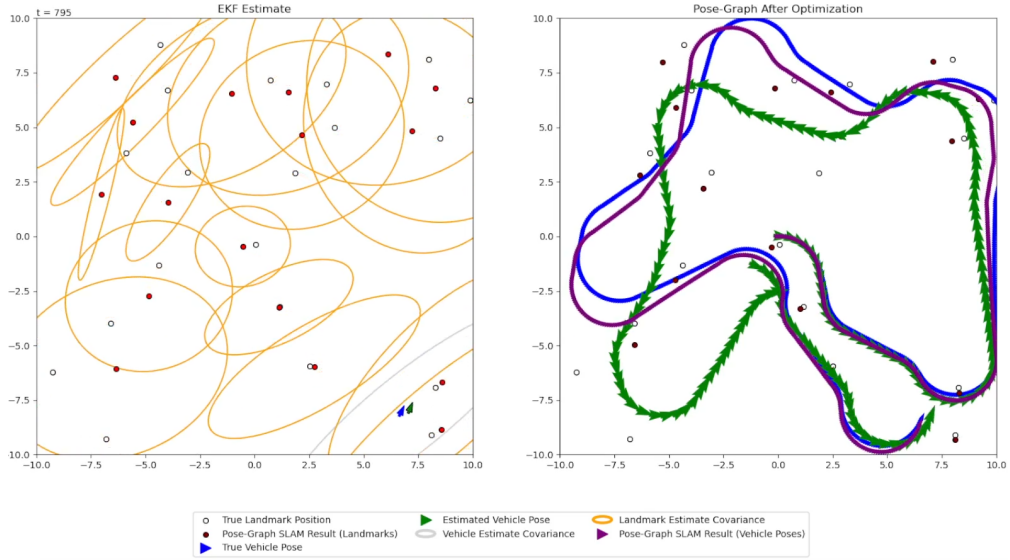 EKF Estimate
t = 795
10.0
7.5
5.0
2.5
0.0
−2.5
−5.0
−7.5
−10.0
−10.0 −7.5 −5.0 −2.5 0.0 2.5 5.0 7.5 10.0
Pose-Graph After Optimization
10.0
7.5
5.0
2.5
0.0
−2.5
−5.0
−7.5
−10.0
−10.0 −7.5 −5.0 −2.5 0.0 2.5 5.0 7.5 10.0
True Landmark Position
Pose-Graph SLAM Result (Landmarks)
True Vehicle Pose
Estimated Vehicle Pose
Vehicle Estimate Covariance
Landmark Estimate Covariance
Pose-Graph SLAM Result (Vehicle Poses)